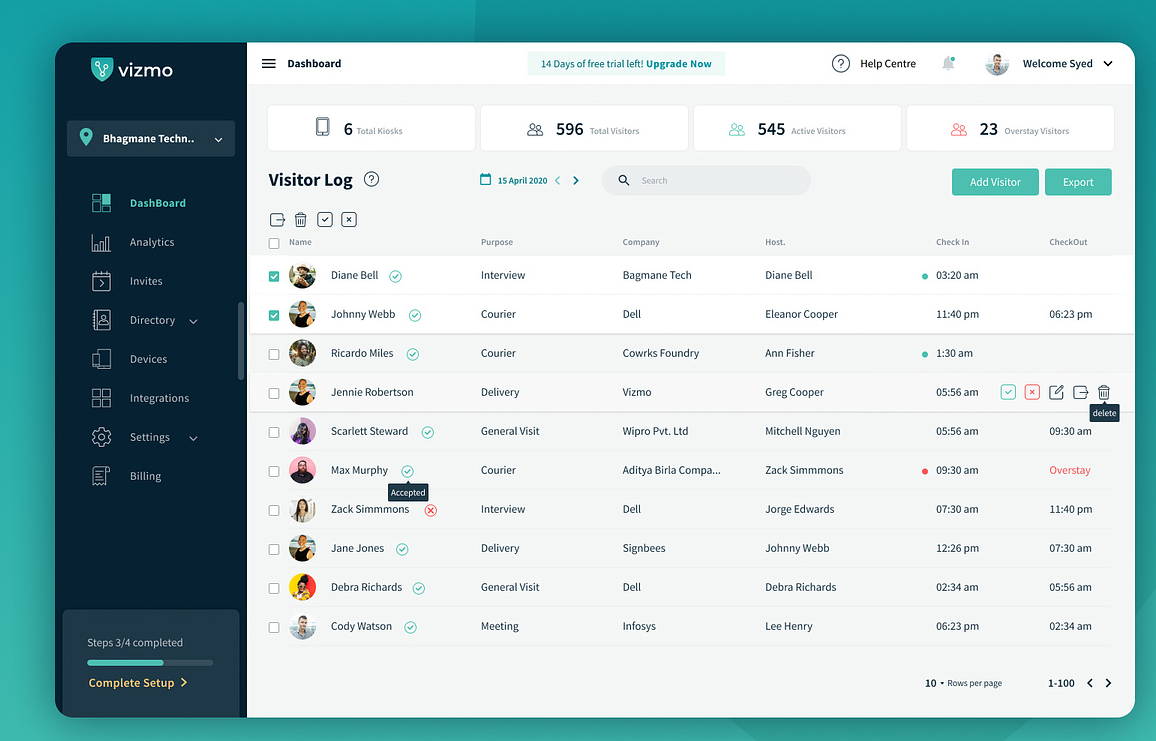 vizmo
Dashboard
14 Days of free trial left! Upgrade Now
? Help Centre
Welcome Syed
Bhagmane Techn..
DashBoard
Analytics
Invites
Directory
Devices
Integrations
Settings
Billing
Steps 3/4 completed
Complete Setup
6 Total Kiosks
596 Total Visitors
545 Active Visitors
23 Overstay Visitors
Visitor Log ?
15 April 2020
Search
Add Visitor
Export
Name Purpose Company Host. Check In CheckOut
Diane Bell Interview Bagmane Tech Diane Bell 03:20 am
Johnny Webb Courier Dell Eleanor Cooper 11:40 pm 06:23 pm
Ricardo Miles Courier Cowrks Foundry Ann Fisher 1:30 am
Jennie Robertson Delivery Vizmo Greg Cooper 05:56 am
delete
Scarlett Steward General Visit Wipro Pvt. Ltd Mitchell Nguyen 05:56 am 09:30 am
Max Murphy Courier Aditya Birla Compa... Zack Simmmons 09:30 am Overstay
Accepted
Zack Simmmons Interview Dell Jorge Edwards 07:30 am 11:40 pm
Jane Jones Delivery Signbees Johnny Webb 12:26 pm 07:30 am
Debra Richards General Visit Dell Debra Richards 02:34 am 05:56 am
Cody Watson Meeting Infosys Lee Henry 06:23 pm 02:34 am
10 Rows per page 1-100